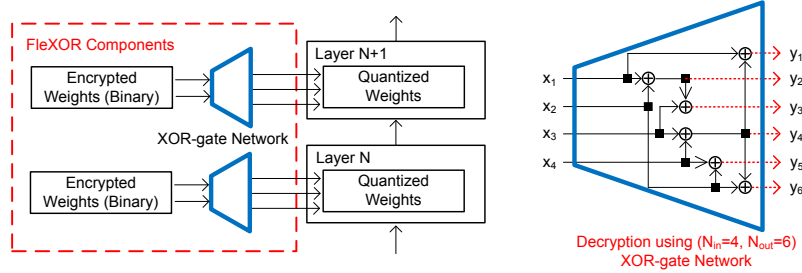 FleXOR Components
Encrypted
Weights (Binary)
XOR-gate Network
Encrypted
Weights (Binary)
Layer N+1
Quantized
Weights
Layer N
Quantized
Weights
x1
x2
x3
x4
y1
y2
y3
y4
y5
y6
Decryption using (Nin=4, Nout=6)
XOR-gate Network